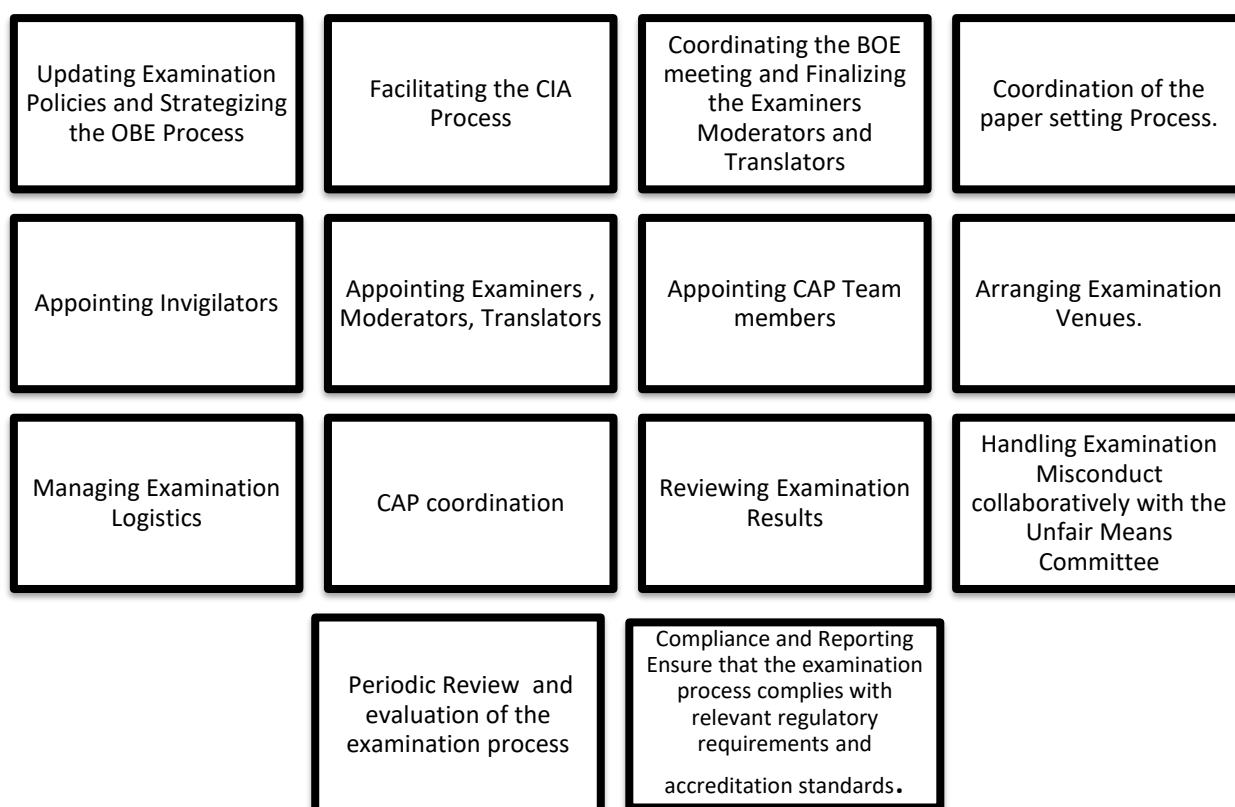 Updating Examination
Policies and Strategizing
the OBE Process
Facilitating the CIA
Process
Coordinating the BOE
meeting and Finalizing
the Examiners
Moderators and
Translators
Coordination of the
paper setting Process.
Appointing Invigilators
Appointing Examiners ,
Moderators, Translators
Appointing CAP Team
members
Arranging Examination
Venues.
Managing Examination
Logistics
CAP coordination
Reviewing Examination
Results
Handling Examination
Misconduct
collaboratively with the
Unfair Means
Committee
Periodic Review  and
evaluation of the
examination process
Compliance and Reporting
Ensure that the examination
process complies with
relevant regulatory
requirements and
accreditation standards.